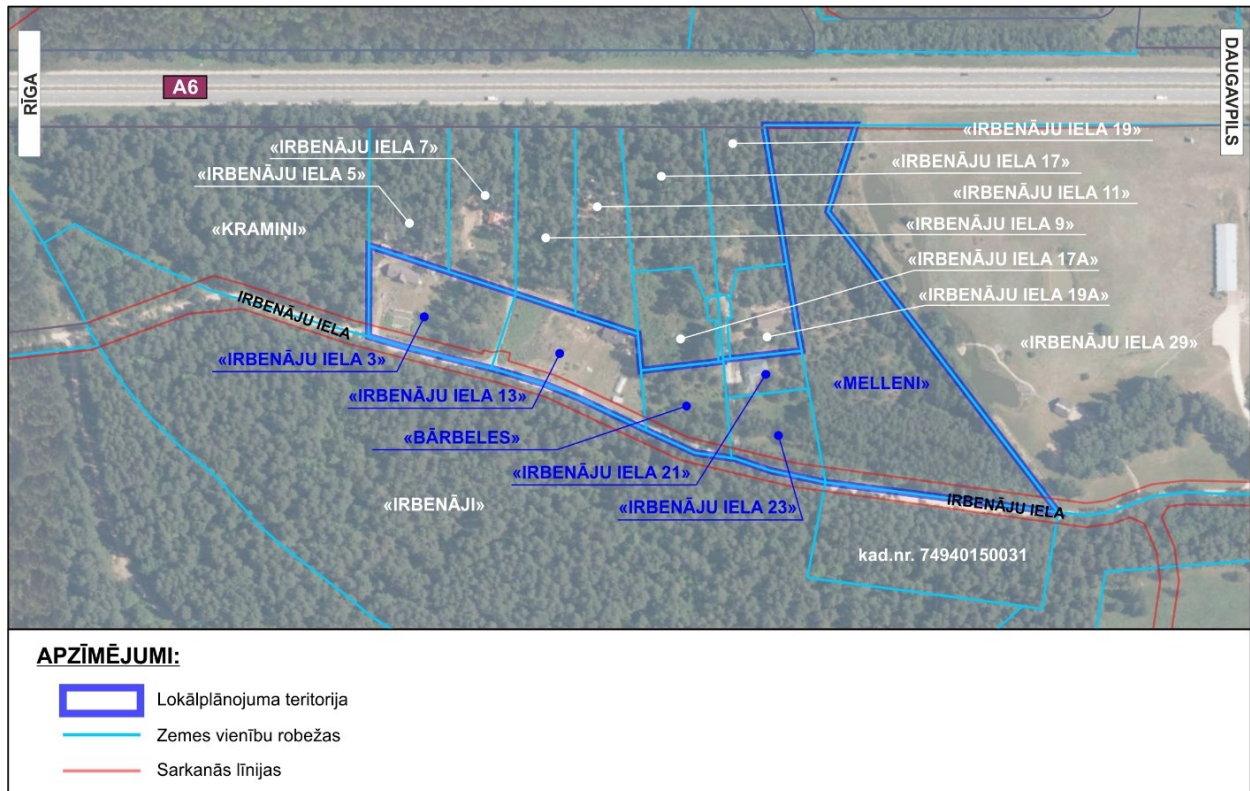 RĪGA
A6
DAUGAVPILS
«IRBENĀJU IELA 19»
«IRBENĀJU IELA 7»
«IRBENĀJU IELA 17»
«IRBENĀJU IELA 5»
«IRBENĀJU IELA 11»
«KRAMIŅI»
«IRBENĀJU IELA 9»
«IRBENĀJU IELA 17A»
«IRBENĀJU IELA 19A»
IRBENĀJU IELA
«IRBENĀJU IELA 29»
«IRBENĀJU IELA 3»
«MELLENI»
«IRBENĀJU IELA 13»
«BĀRBELES»
«IRBENĀJU IELA 21»
«IRBENĀJI»
«IRBENĀJU IELA 23»
IRBENĀJU IELA
kad.nr. 74940150031
APZĪMĒJUMI:
Lokālplānojuma teritorija
Zemes vienību robežas
Sarkanās līnijas